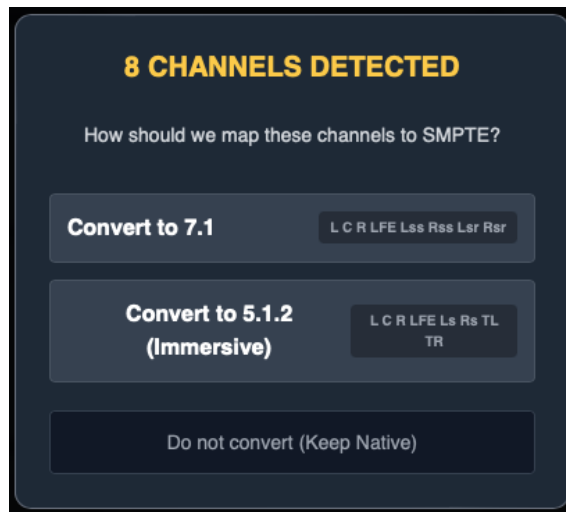 8 CHANNELS DETECTED
How should we map these channels to SMPTE?
Convert to 7.1
L C R LFE Lss Rss Lsr Rsr
Convert to 5.1.2
(Immersive)
L C R LFE Ls Rs TL
TR
Do not convert (Keep Native)